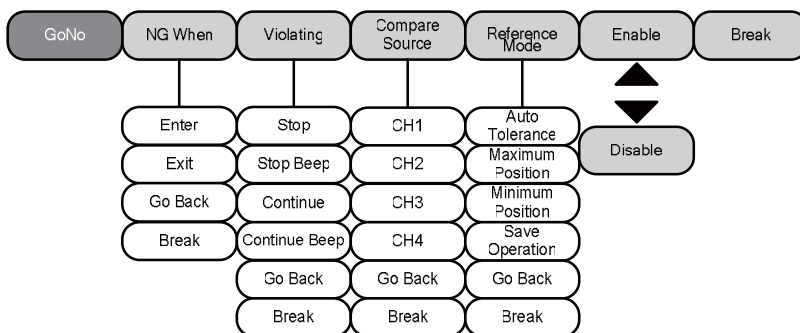 GoNo
NG When
Violating
Compare
Source
Reference
Mode
Enable
Break
Enter
Exit
Go Back
Break
Stop
Stop Beep
Continue
Continue Beep
Go Back
Break
CH1
CH2
CH3
CH4
Go Back
Break
Auto
Tolerance
Maximum
Position
Minimum
Position
Save
Operation
Go Back
Break
Disable